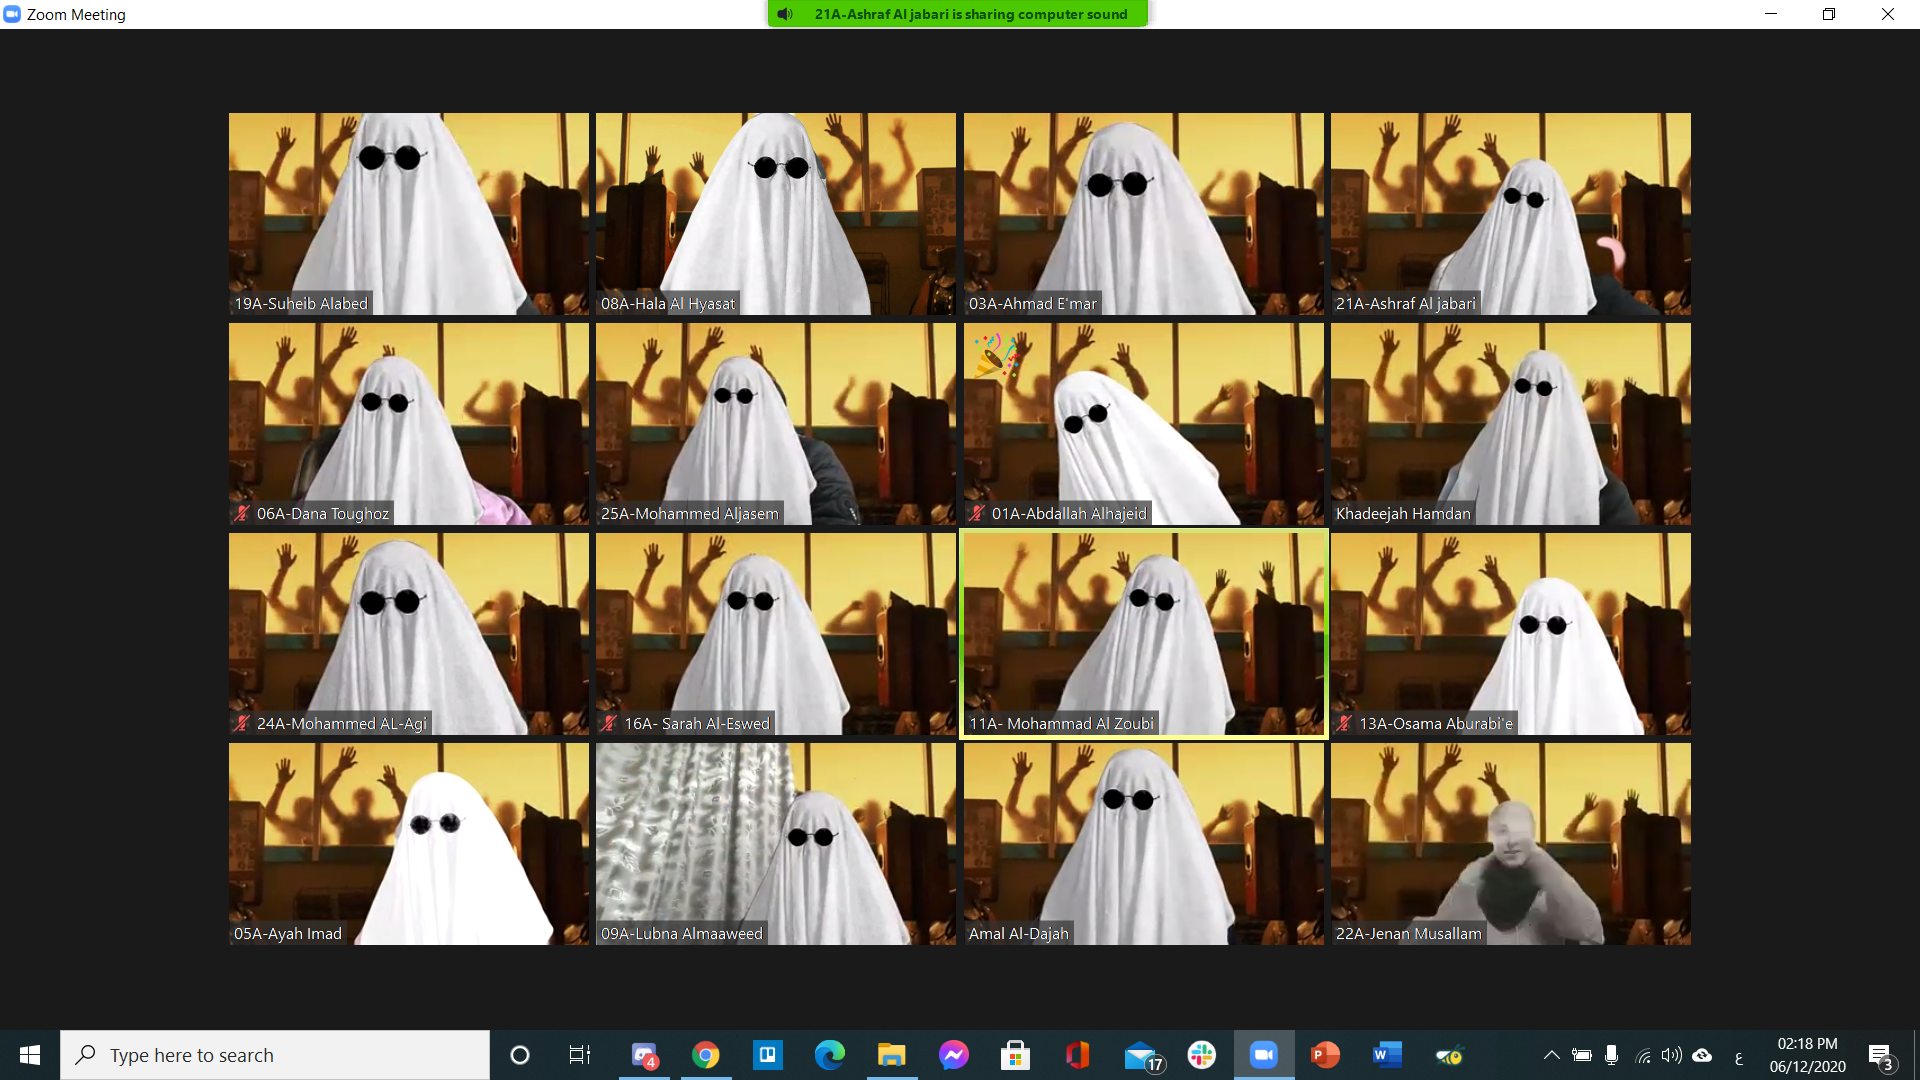 Zoom Meeting
21A-Ashraf Al jabari is sharing computer sound
19A-Suheib Alabed
08A-Hala Al Hyasat
03A-Ahmad E'mar
21A-Ashraf Al jabari
06A-Dana Toughoz
25A-Mohammed Aljasem
01A-Abdallah Alhajeid
Khadeejah Hamdan
24A-Mohammed AL-Agi
16A- Sarah Al-Eswed
11A- Mohammad Al Zoubi
13A-Osama Aburabi'e
05A-Ayah Imad
09A-Lubna Almaaweed
Amal Al-Dajah
22A-Jenan Musallam
Type here to search
4
17
P
W
ع
02:18 PM
06/12/2020
3